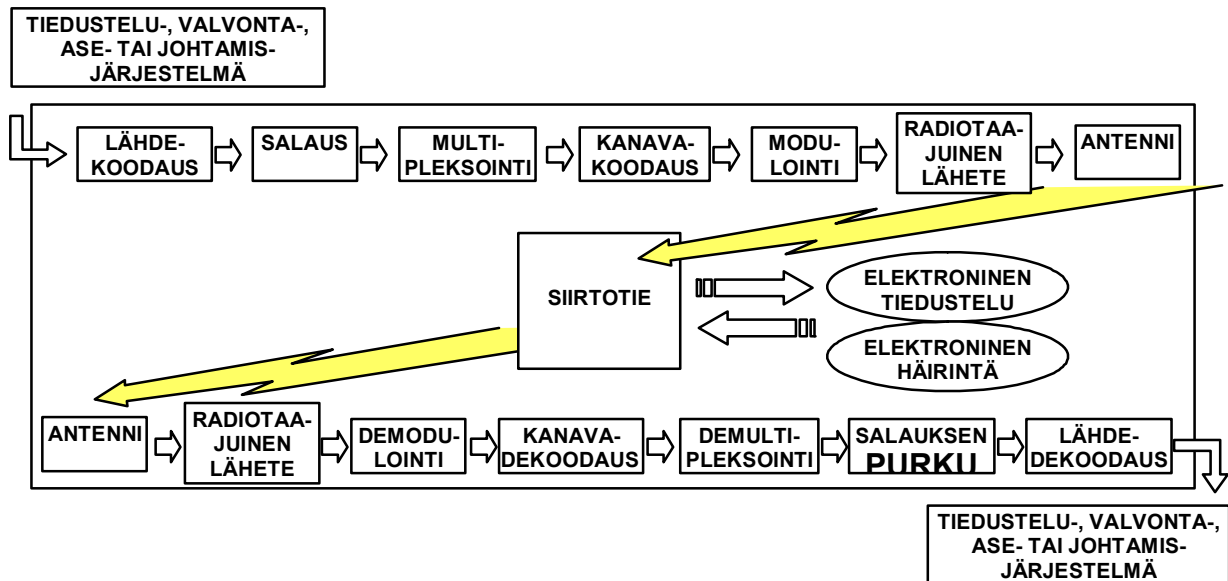 TIEDUSTELU-, VALVONTA-,
ASE- TAI JOHTAMIS-
JÄRJESTELMÄ
LÄHDE-
KOODAUS
SALAUS
MULTI-
PLEKSOINTI
KANAVA-
KOODAUS
MODU-
LOINTI
RADIOTAA-
JUINEN
LÄHETE
ANTENNI
SIIRTOTIE
ELEKTRONINEN
TIEDUSTELU
ELEKTRONINEN
HÄIRINTÄ
ANTENNI
RADIOTAA-
JUINEN
LÄHETE
DEMODU-
LOINTI
KANAVA-
DEKOODAUS
DEMULTI-
PLEKSOINTI
SALAUKSEN
PURKU
LÄHDE-
DEKOODAUS
TIEDUSTELU-, VALVONTA-,
ASE- TAI JOHTAMIS-
JÄRJESTELMÄ